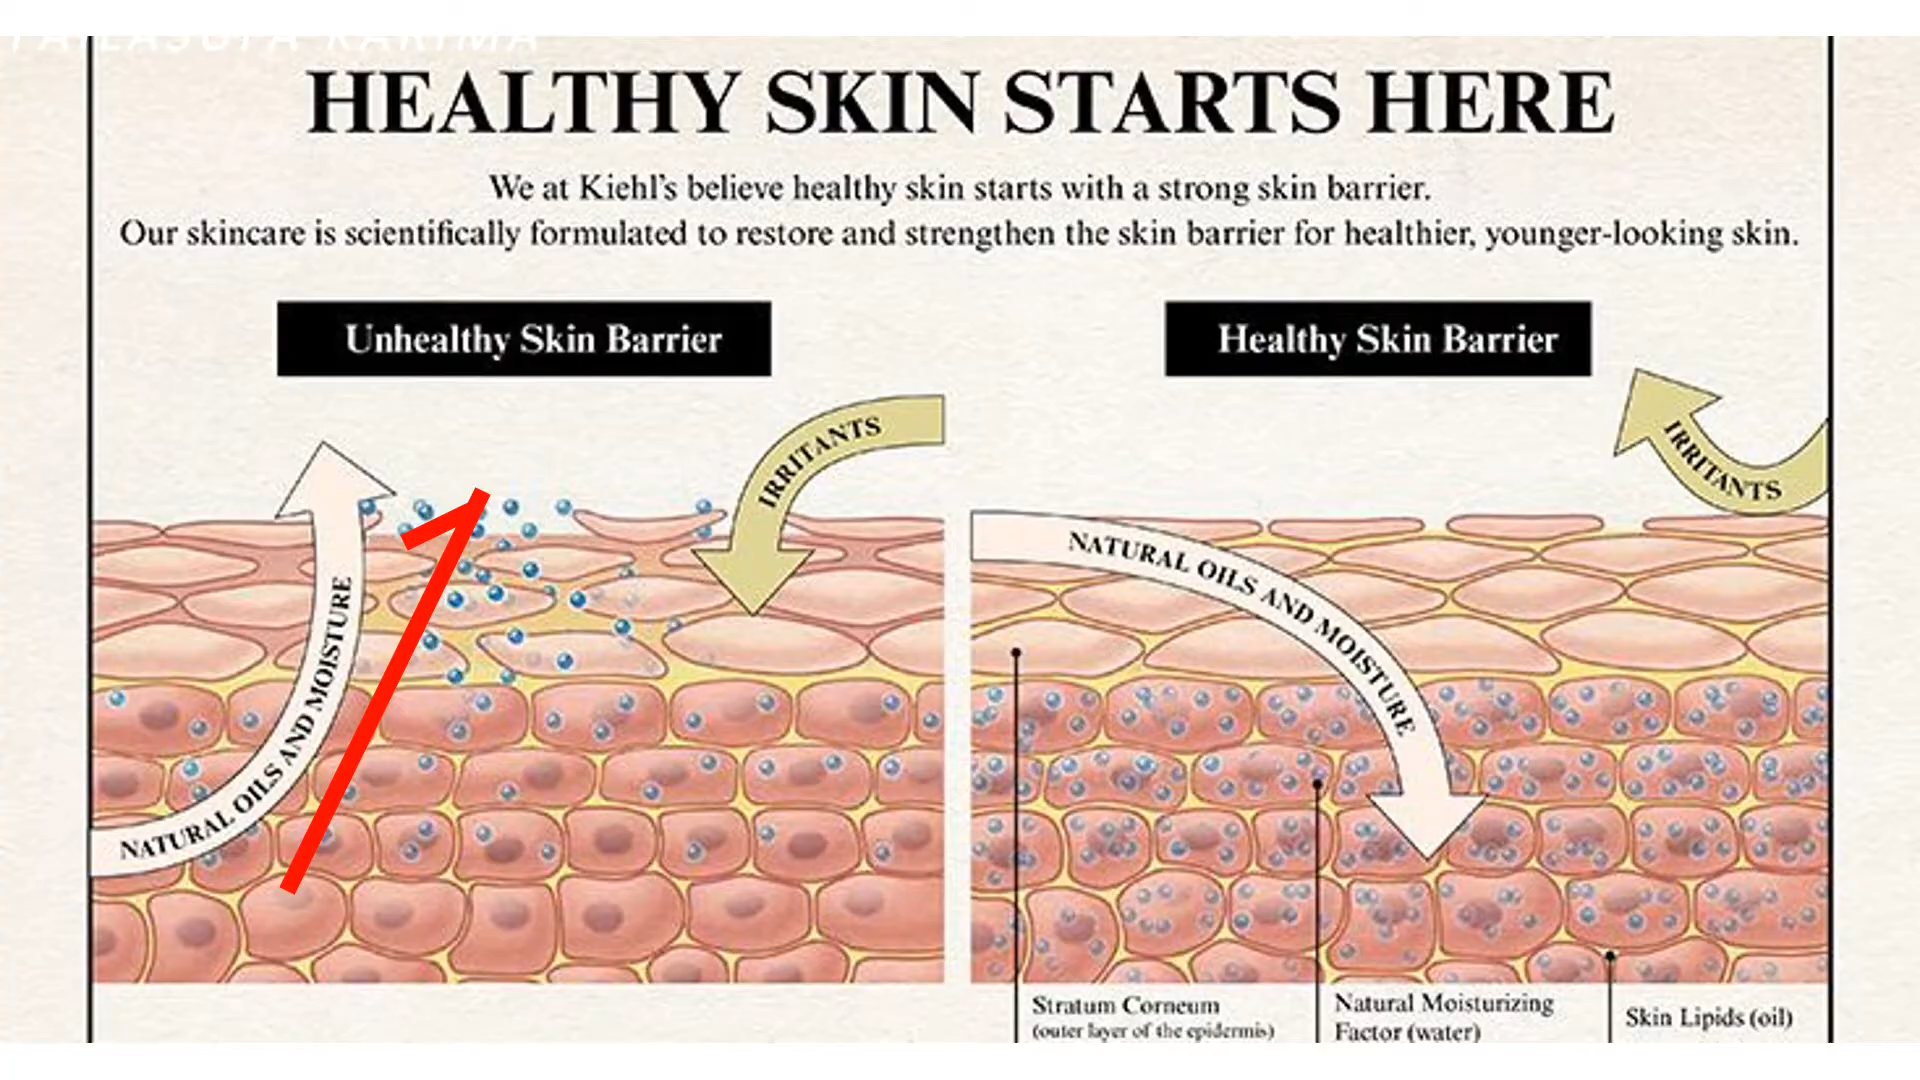 HEALTHY SKIN STARTS HERE
We at Kiehl's believe healthy skin starts with a strong skin barrier.
Our skincare is scientifically formulated to restore and strengthen the skin barrier for healthier, younger-looking skin.
Unhealthy Skin Barrier
Healthy Skin Barrier
IRRITANTS
IRRITANTS
NATURAL OILS AND MOISTURE
NATURAL OILS AND MOISTURE
Stratum Corneum
(outer layer of the epidermis)
Natural Moisturizing
Factor (water)
Skin Lipids (oil)